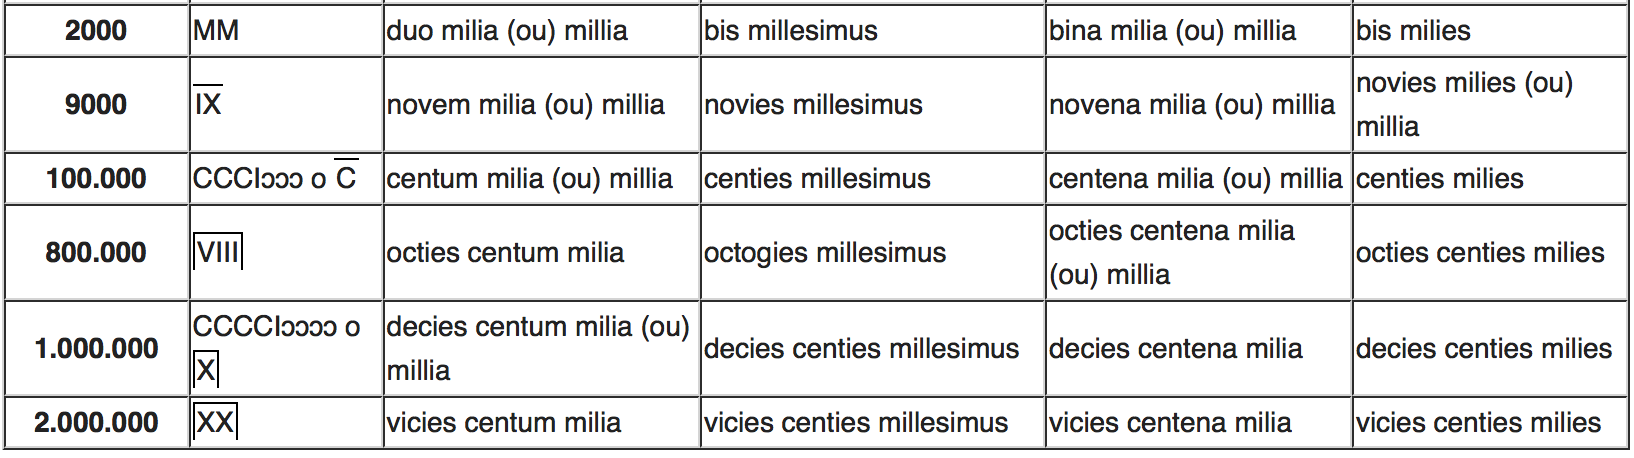 2000 MM duo milia (ou) millia bis millesimus bina milia (ou) millia bis milies
9000 I̅X̅ novem milia (ou) millia novies millesimus novena milia (ou) millia novies milies (ou)
millia
100.000 CCCIↄↄↄ o C̅ centum milia (ou) millia centies millesimus centena milia (ou) millia centies milies
800.000 VIII octies centum milia octogies millesimus octies centena milia
(ou) millia
octies centies milies
1.000.000 CCCCIↄↄↄↄ o
X
decies centum milia (ou)
millia
decies centies millesimus decies centena milia decies centies milies
2.000.000 XX vicies centum milia vicies centies millesimus vicies centena milia vicies centies milies